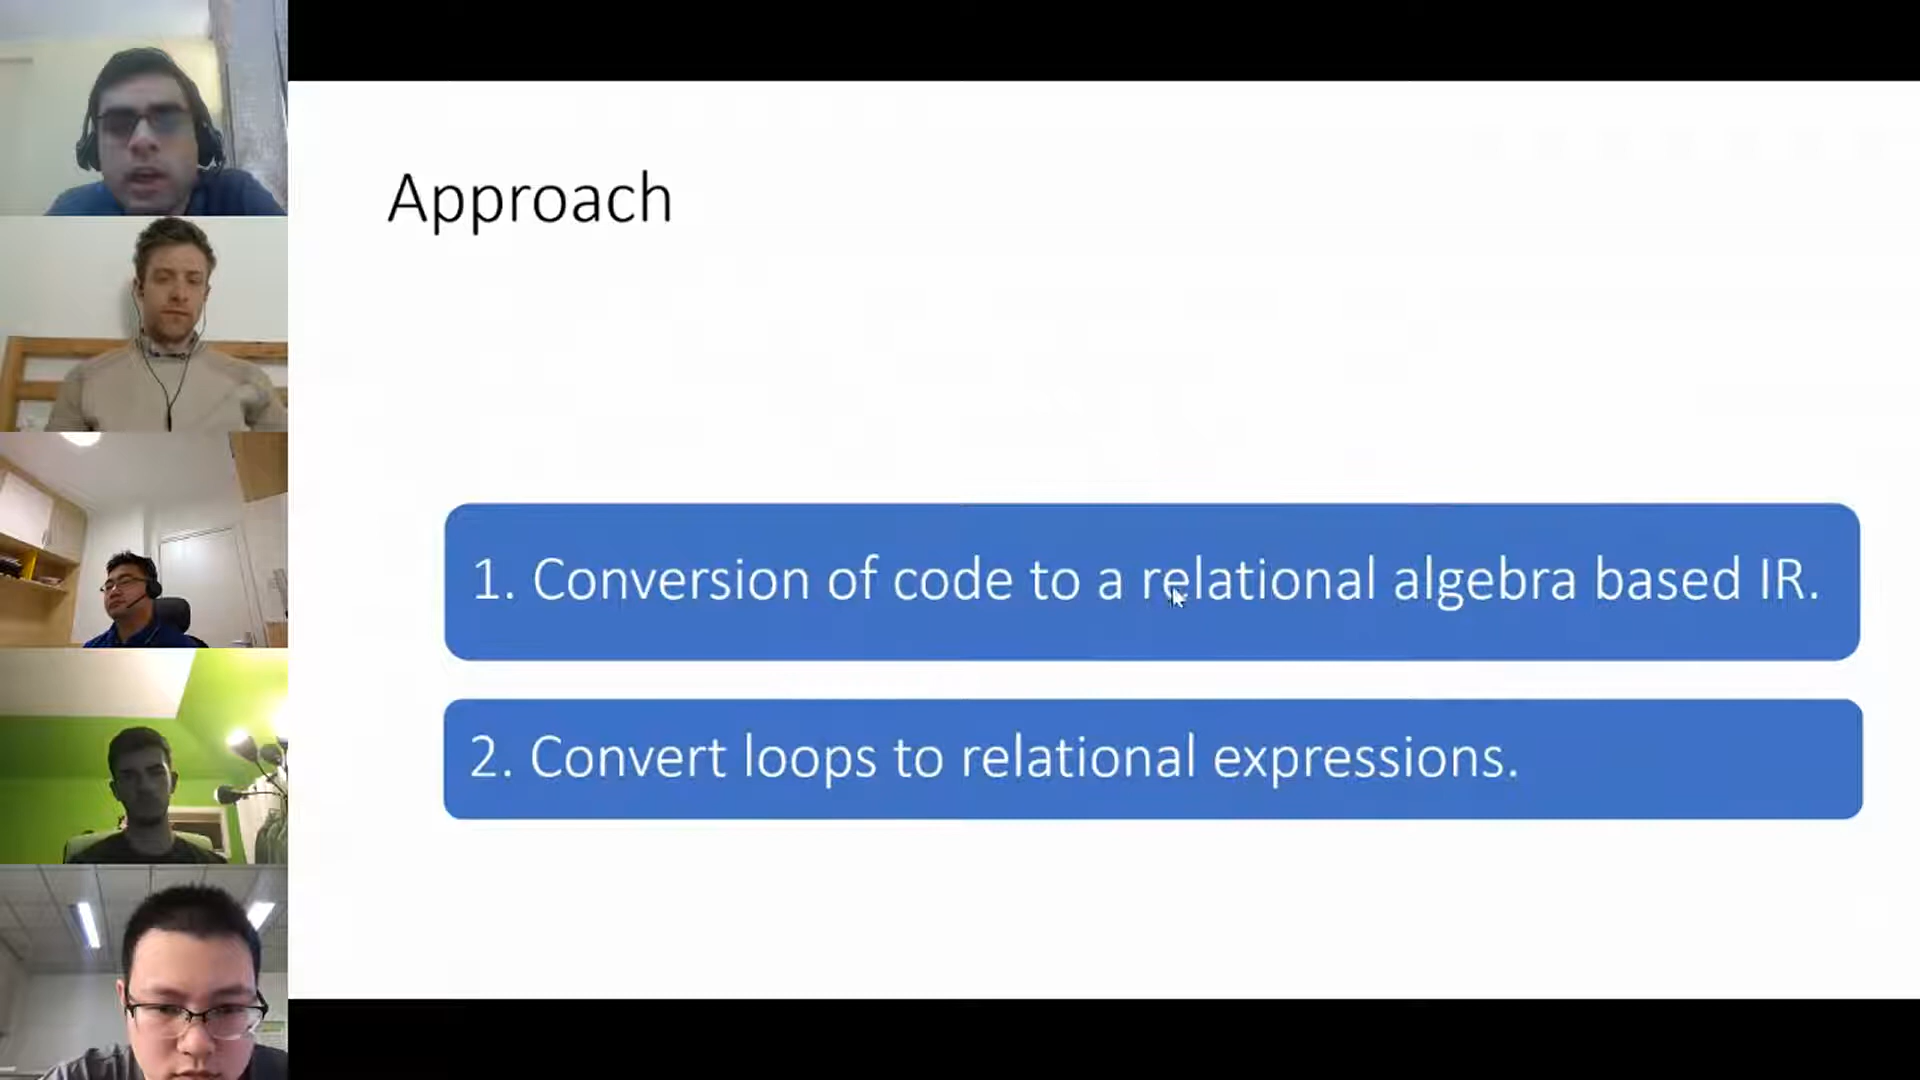 Approach
1. Conversion of code to a relational algebra based IR.
2. Convert loops to relational expressions.